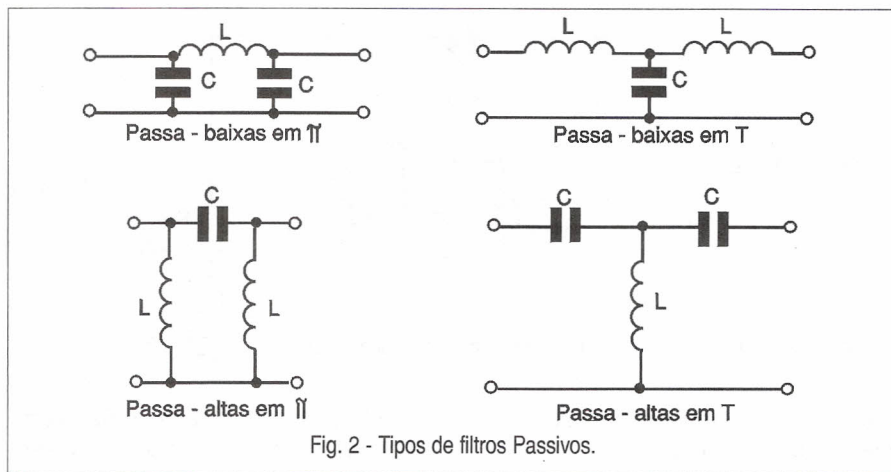 L
C
C
Passa - baixas em π
L
L
C
Passa - baixas em T
C
L
L
Passa - altas em π
C
C
L
Passa - altas em T
Fig. 2 - Tipos de filtros Passivos.